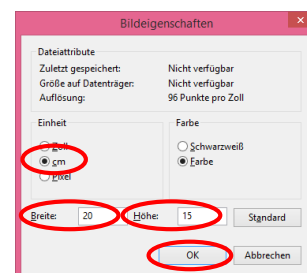 Bildeigenschaften
Dateiattribute
Zuletzt gespeichert: Nicht verfügbar
Größe auf Datenträger: Nicht verfügbar
Auflösung: 96 Punkte pro Zoll
Einheit Farbe
Zoll Schwarzweiß
cm Farbe
Pixel
Breite: 20 Höhe: 15 Standard
OK Abbrechen